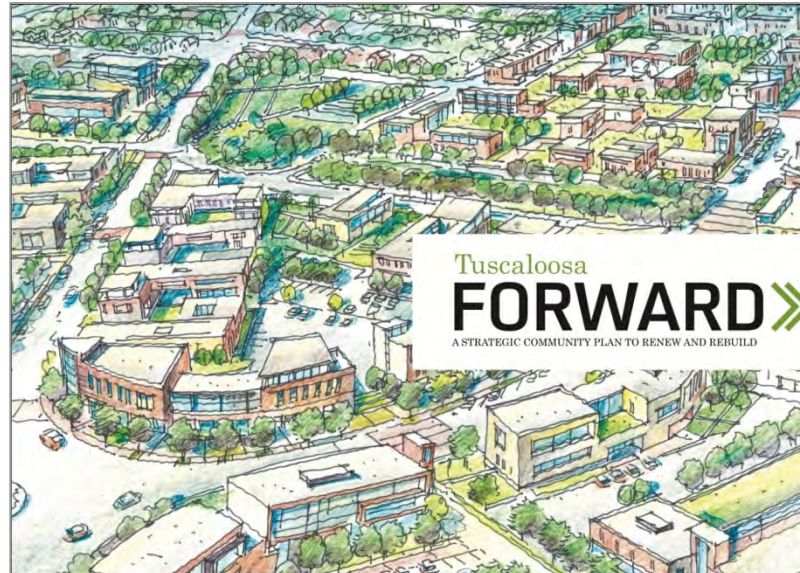 Tuscaloosa
FORWARD
A STRATEGIC COMMUNITY PLAN TO RENEW AND REBUILD